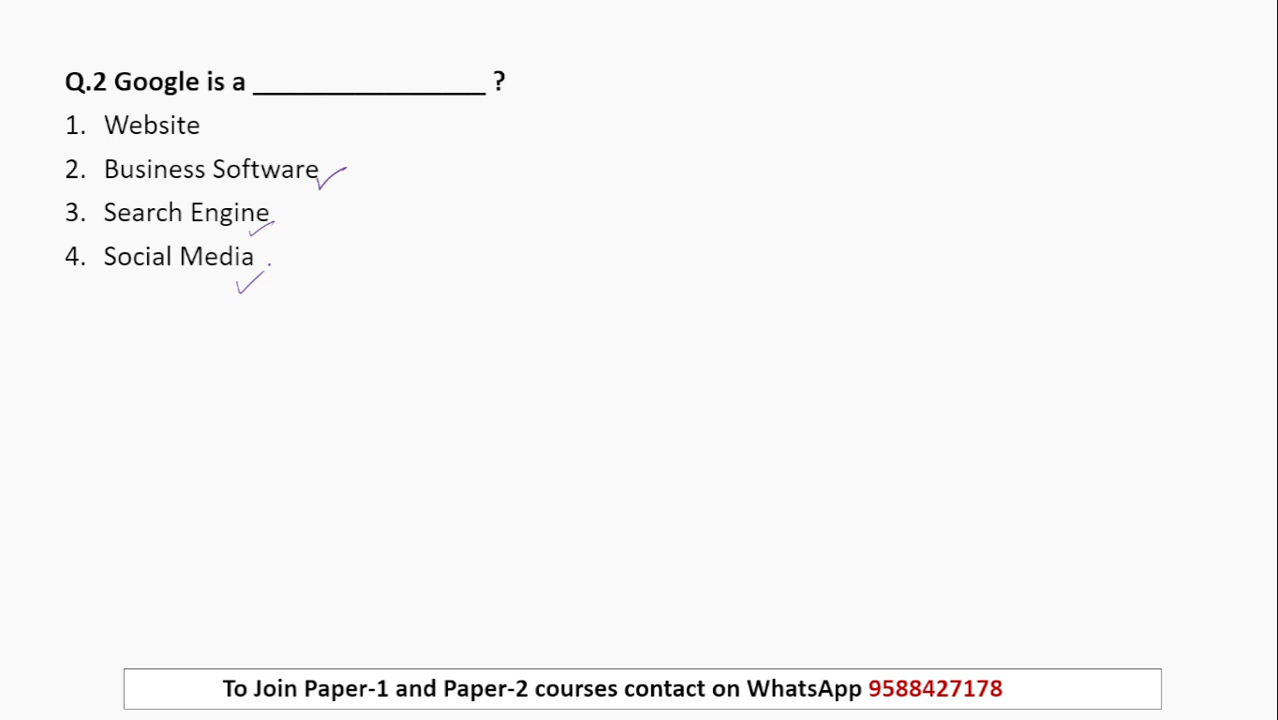 Q.2 Google is a ________________ ?
1. Website
2. Business Software
3. Search Engine
4. Social Media
To Join Paper-1 and Paper-2 courses contact on WhatsApp 9588427178